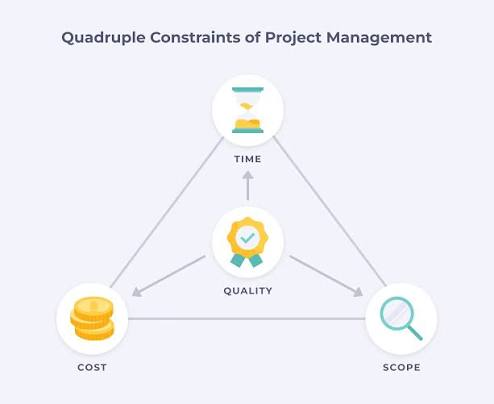 Quadruple Constraints of Project Management
TIME
QUALITY
COST
SCOPE